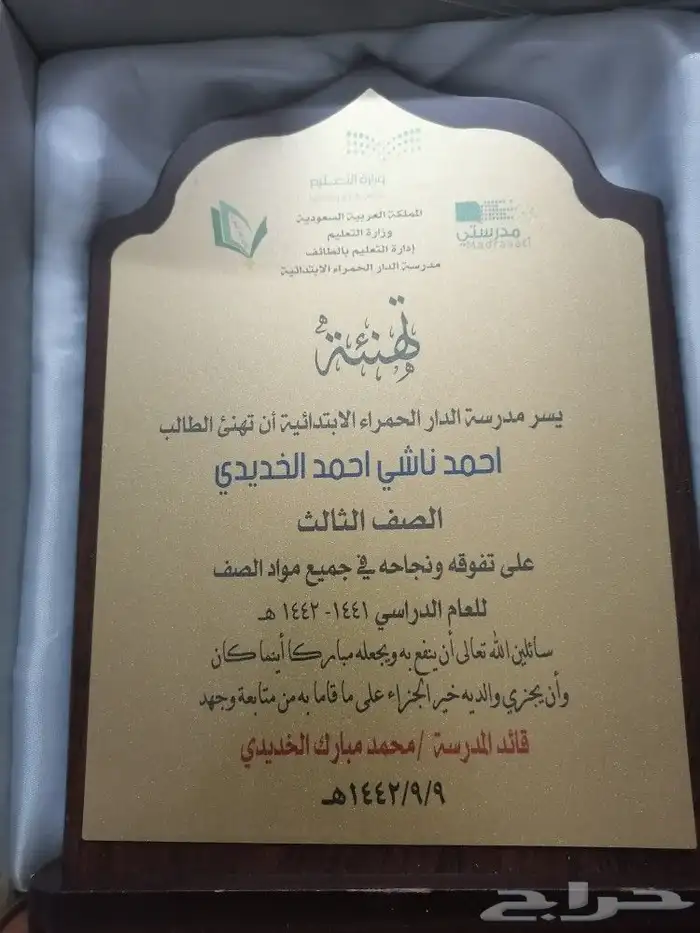 وزارة التعليم
المملكة العربية السعودية
وزارة التعليم
إدارة التعليم بالطائف
مدرسة الدار الحمراء الابتدائية
مدرستي
Madrasati
تهنئة
يسر مدرسة الدار الحمراء الابتدائية أن تهنئ الطالب
احمد ناشي احمد الخديدي
الصف الثالث
على تفوقه ونجاحه في جميع مواد الصف
للعام الدراسي ١٤٤١- ١٤٤٢ هـ
سائلين الله تعالى أن ينفع به ويجعله مباركا أينما كان
وأن يجزي والديه خير الجزاء على ما قاما به من متابعة وجهد
قائد المدرسة /محمد مبارك الخديدي
١٤٤٢/٩/٩هـ
حراج